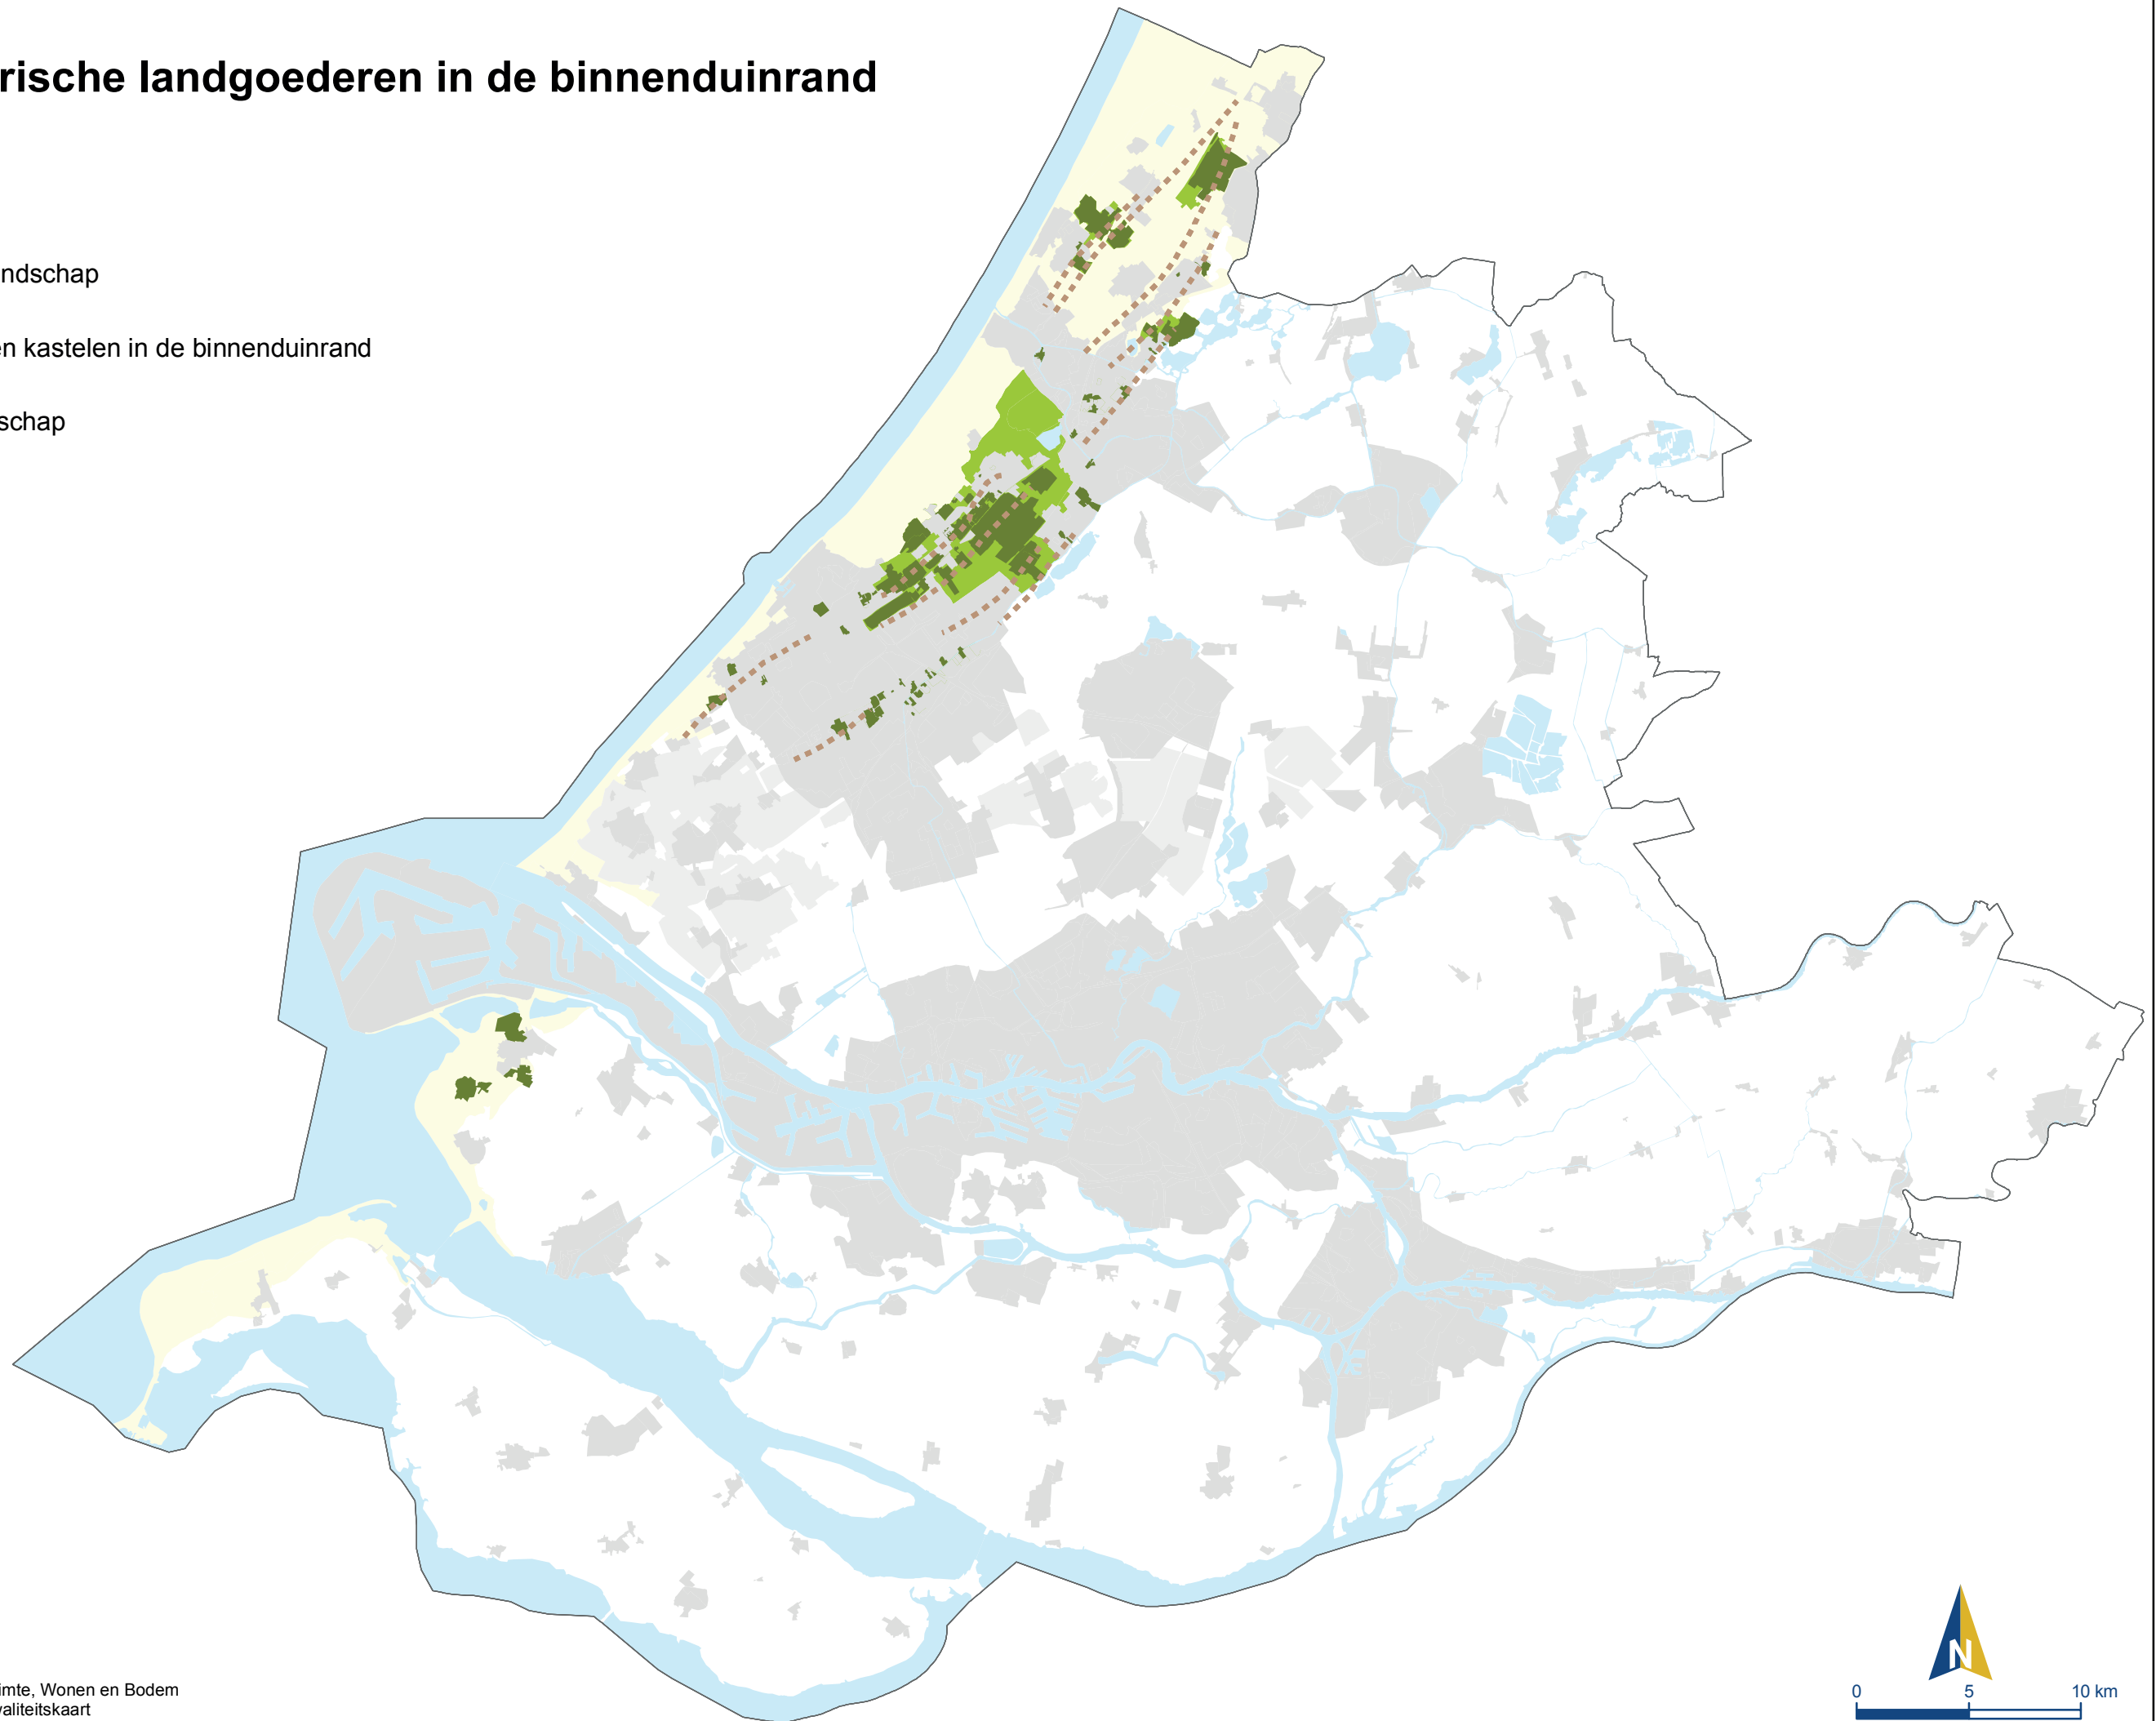 rische landgoederen in de binnenduinrand
ndschap
en kastelen in de binnenduinrand
schap
imte, Wonen en Bodem
valiteitskaart
N
0 5 10 km